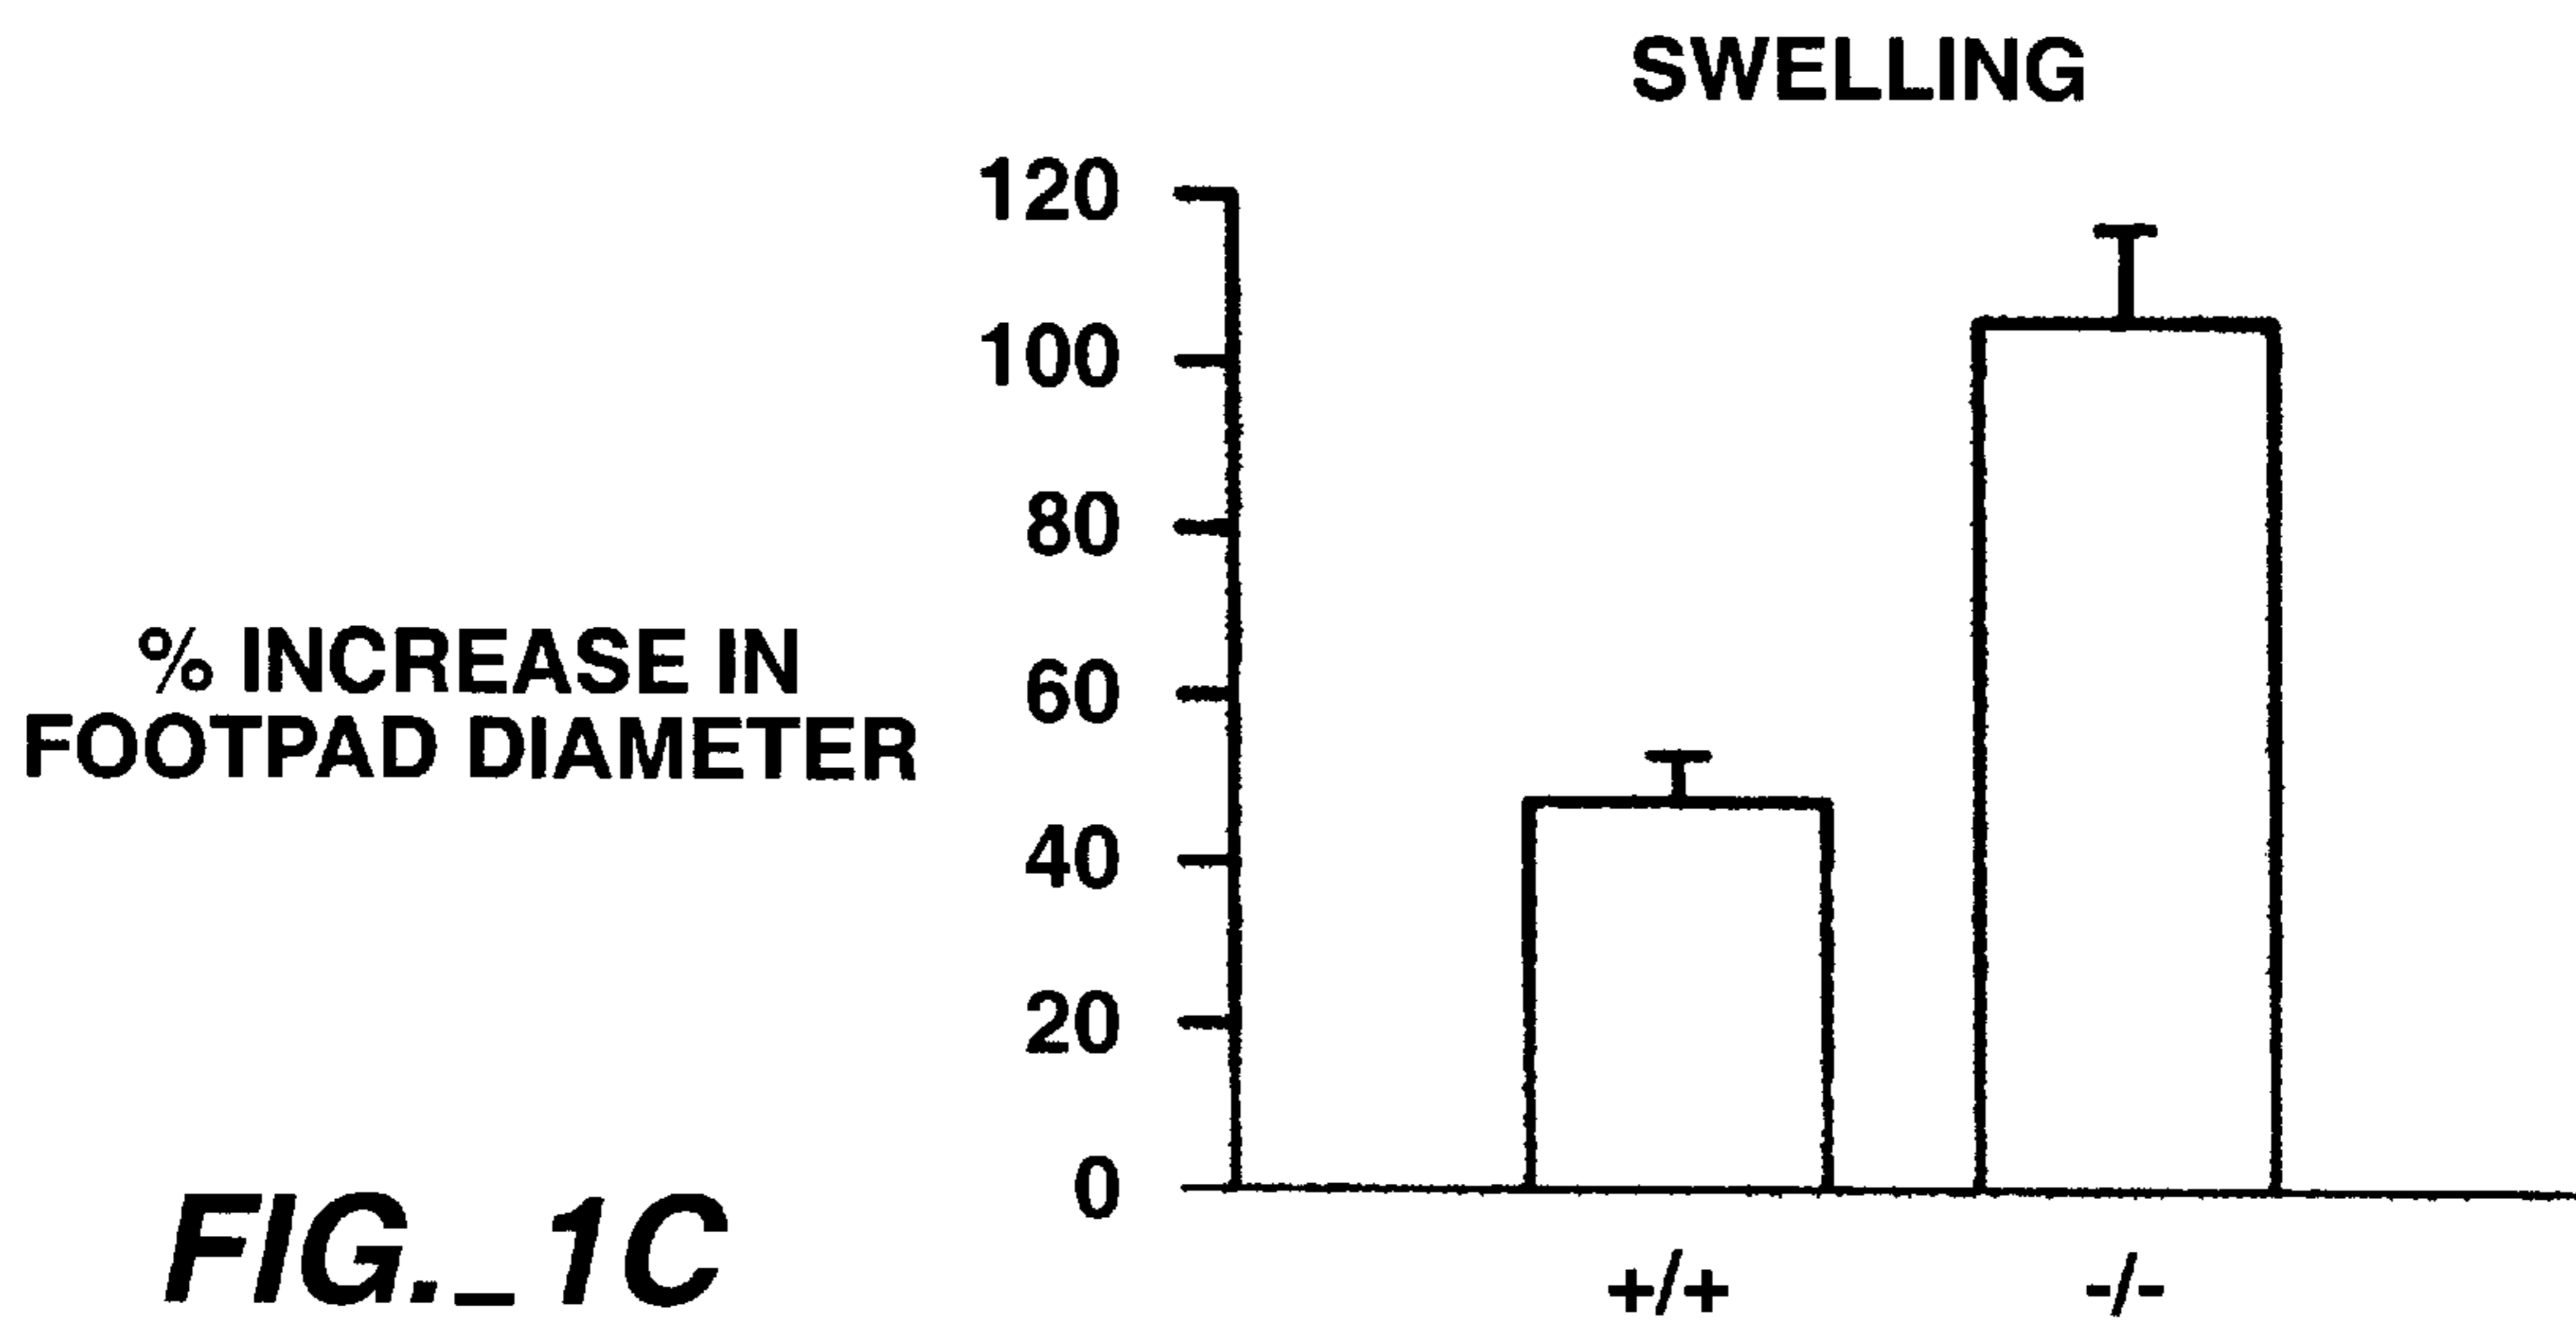 SWELLING
120
100
80
60
40
20
0
% INCREASE IN
FOOTPAD DIAMETER
+/+
-/-
FIG._1C